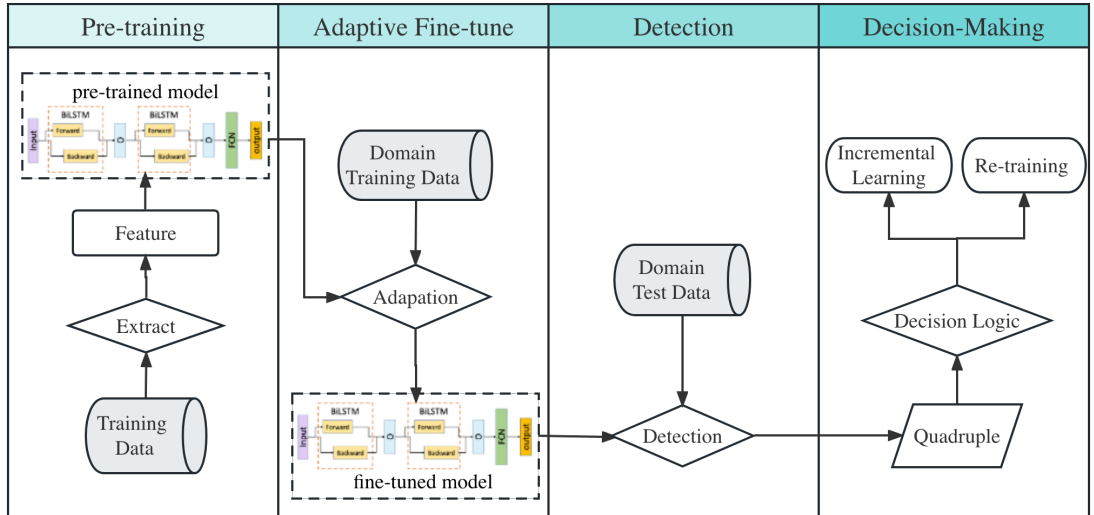 Pre-training
Adaptive Fine-tune
Detection
Decision-Making
pre-trained model
Input
BiLSTM
Forward
Backward
D
BiLSTM
Forward
Backward
D
FCN
output
Feature
Extract
Training
Data
Domain
Training Data
Adapation
Input
BiLSTM
Forward
Backward
D
BiLSTM
Forward
Backward
D
FCN
output
fine-tuned model
Domain
Test Data
Detection
Incremental
Learning
Re-training
Decision Logic
Quadruple